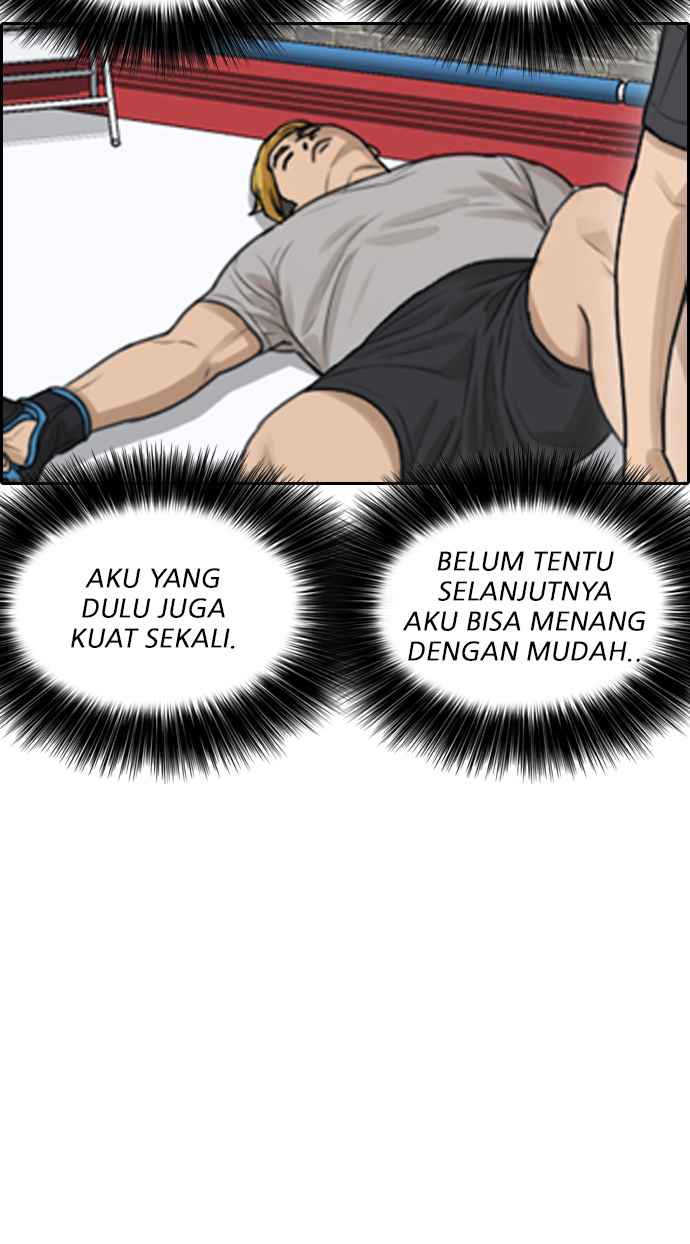 AKU YANG
DULU JUGA
KUAT SEKALI.
BELUM TENTU
SELANJUTNYA
AKU BISA MENANG
DENGAN MUDAH..